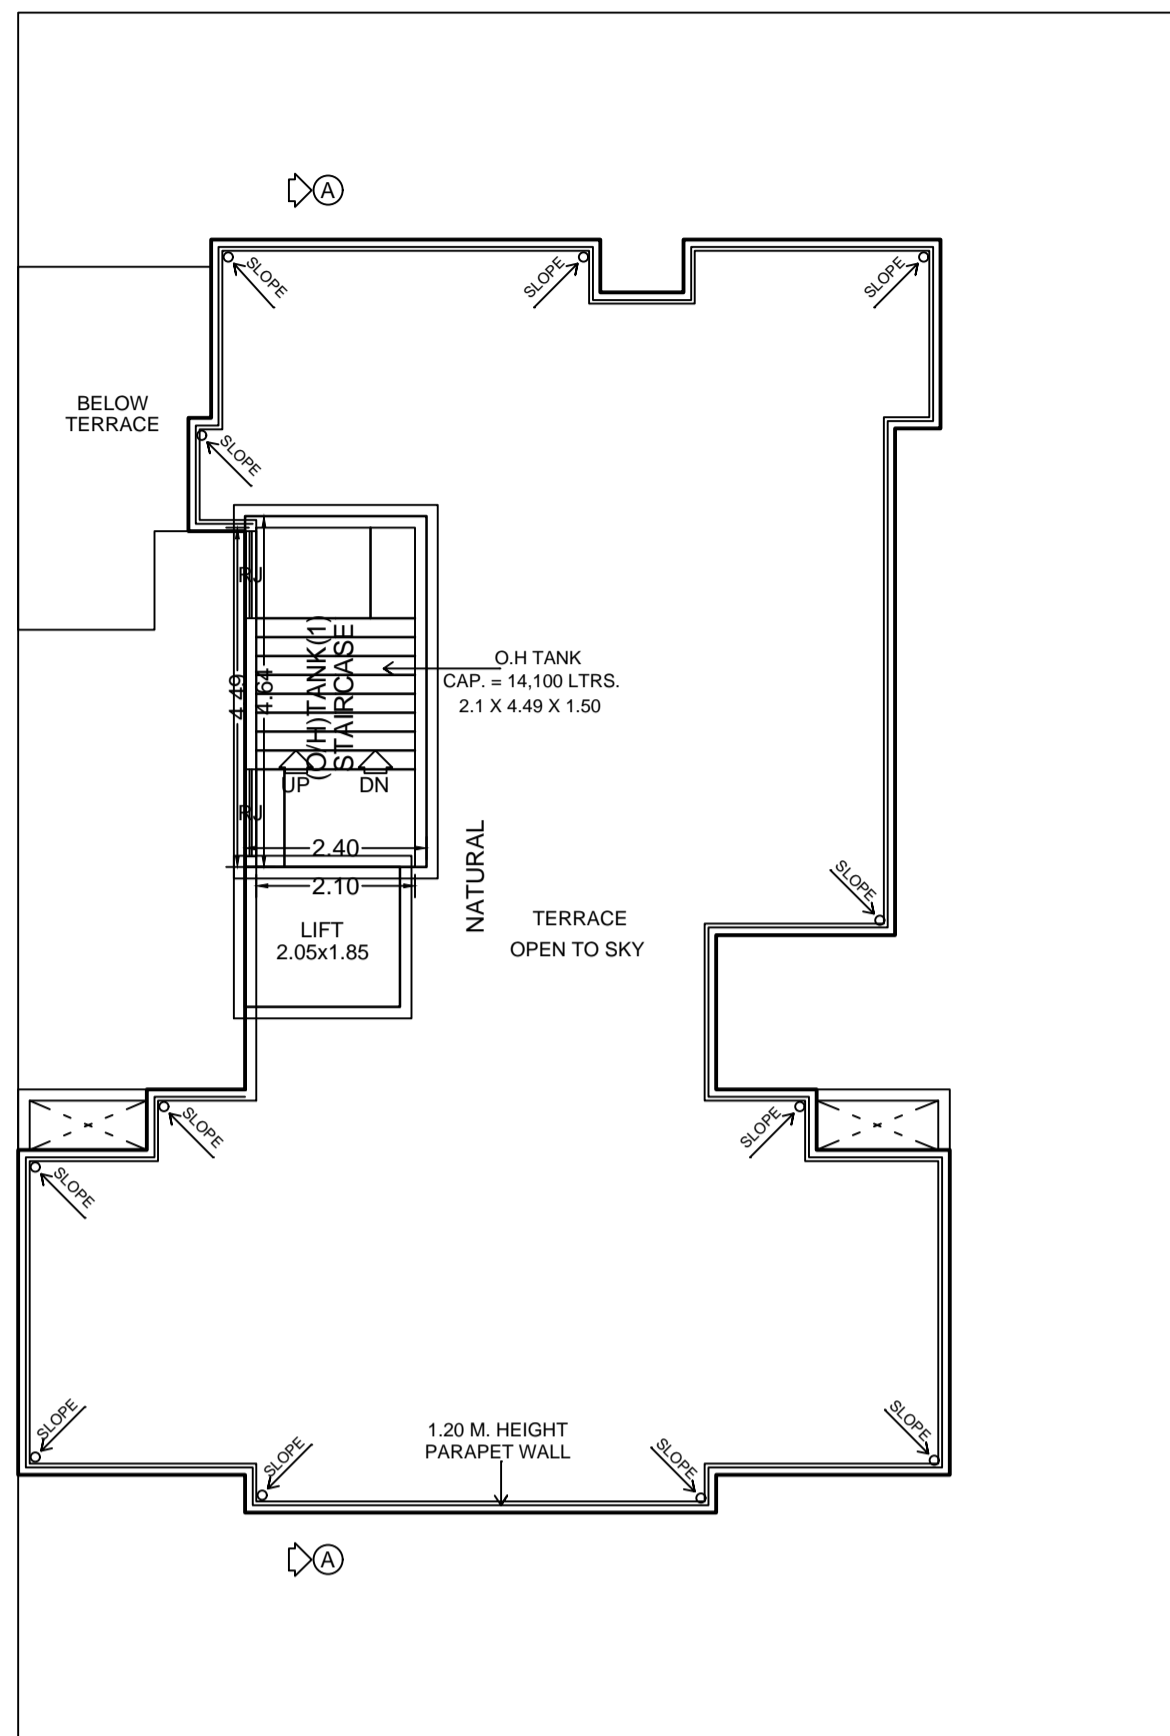 A
SLOPE
SLOPE
SLOPE
BELOW
TERRACE
SLOPE
RJ
(O/H)TANK(1)
STAIRCASE
4.49
4.64
O.H TANK
CAP. = 14,100 LTRS.
2.1 X 4.49 X 1.50
UP
DN
RJ
2.40
2.10
NATURAL
SLOPE
LIFT
2.05x1.85
TERRACE
OPEN TO SKY
SLOPE
SLOPE
SLOPE
SLOPE
1.20 M. HEIGHT
PARAPET WALL
SLOPE
SLOPE
SLOPE
A